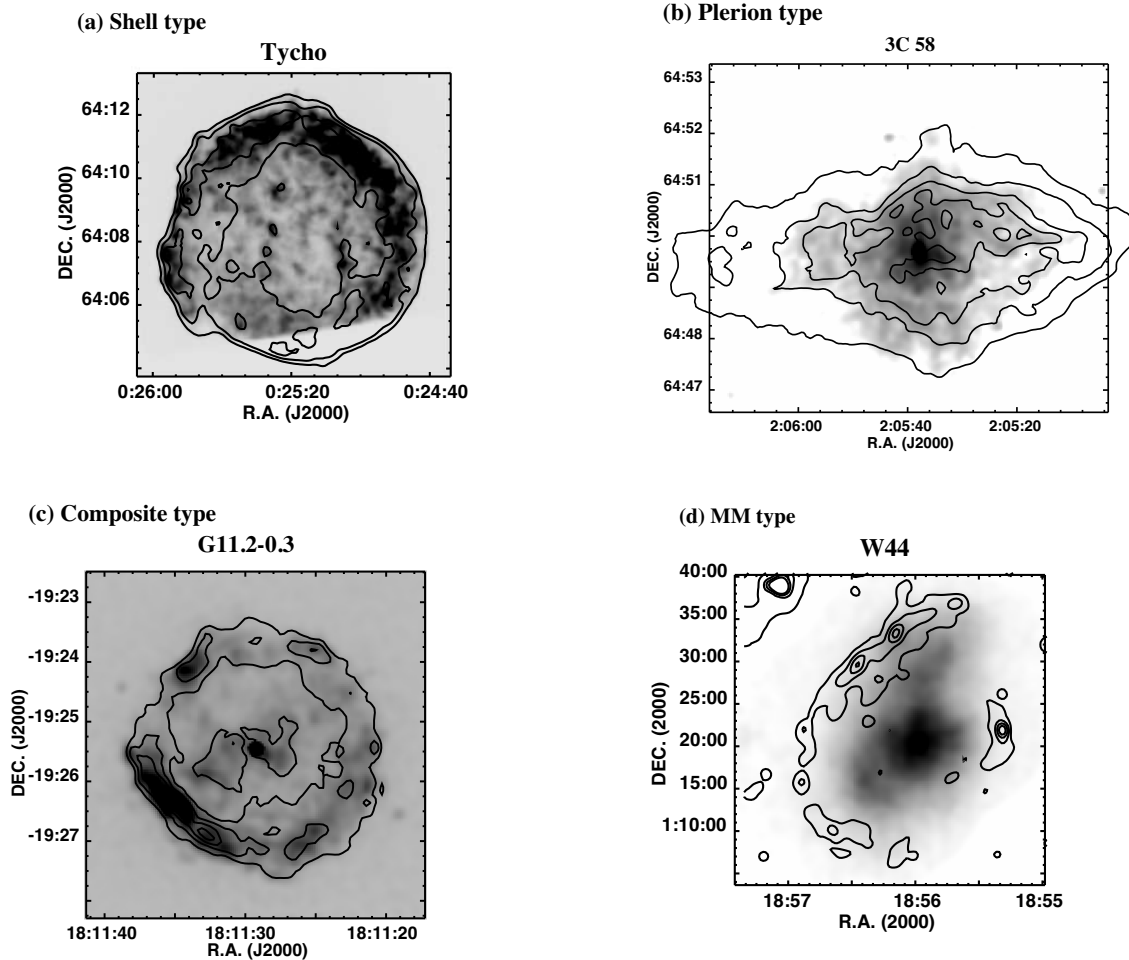 (a) Shell type
Tycho
64:12
64:10
64:08
64:06
DEC. (J2000)
0:26:00 0:25:20 0:24:40
R.A. (J2000)
(b) Plerion type
3C 58
64:53
64:52
64:51
64:48
64:47
DEC. (J2000)
2:06:00 2:05:40 2:05:20
R.A. (J2000)
(c) Composite type
G11.2-0.3
-19:23
-19:24
-19:25
-19:26
-19:27
DEC. (J2000)
18:11:40 18:11:30 18:11:20
R.A. (J2000)
(d) MM type
W44
40:00
35:00
30:00
25:00
20:00
15:00
1:10:00
DEC. (2000)
18:57 18:56 18:55
R.A. (2000)